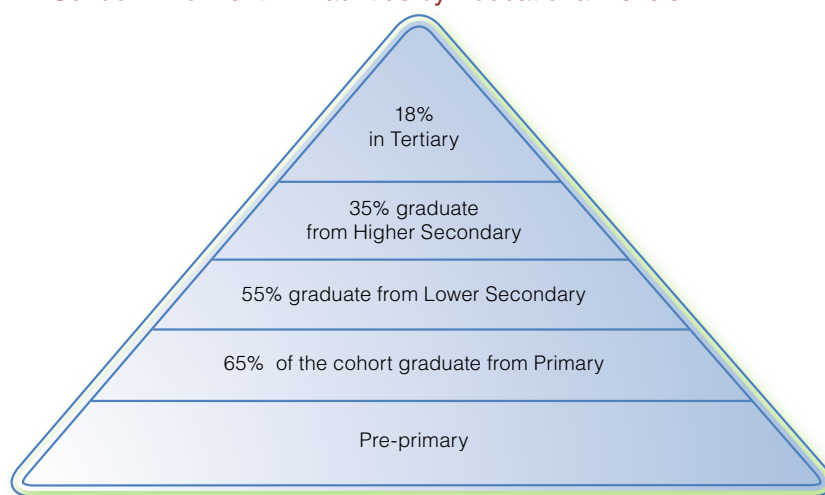 18%
in Tertiary
35% graduate
from Higher Secondary
55% graduate from Lower Secondary
65% of the cohort graduate from Primary
Pre-primary